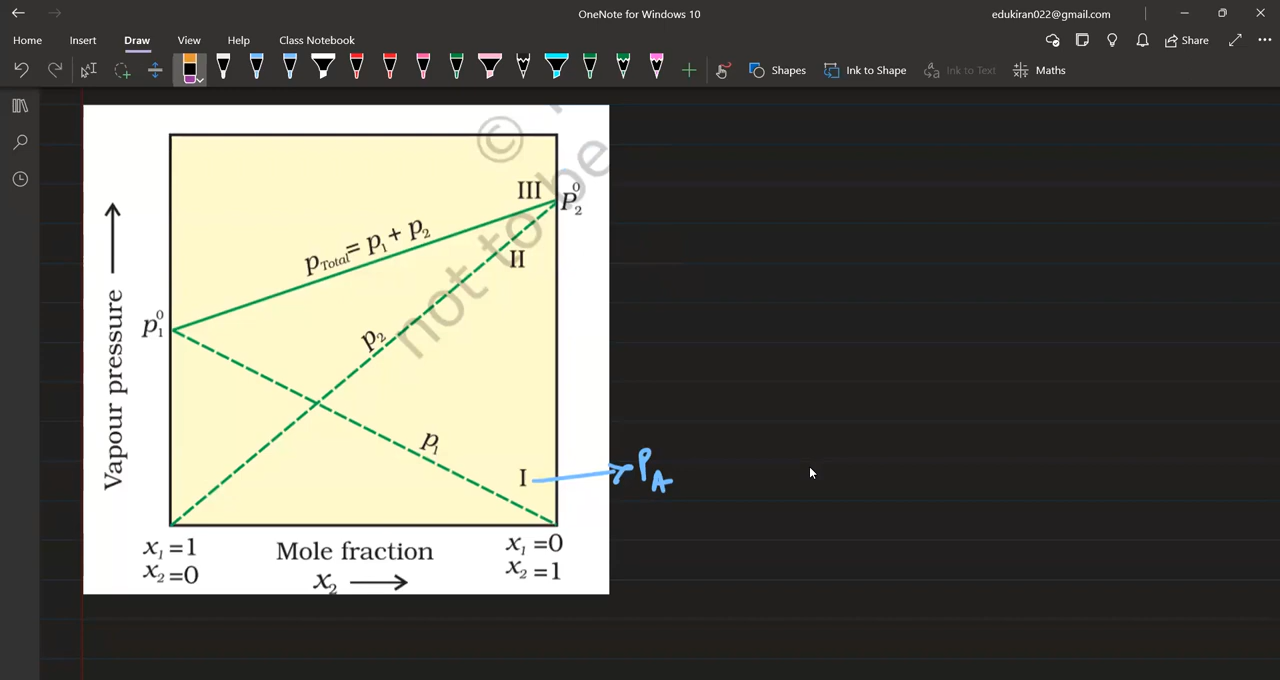 OneNote for Windows 10
edukiran022@gmail.com
Home Insert Draw View Help Class Notebook
Share
Shapes Ink to Shape Ink to Text Maths
©
not to be
III
P₂⁰
p_Total = p₁ + p₂
II
p₁⁰
p₂
Vapour pressure
p₁
I
P_A
x₁ =1
x₂ =0
Mole fraction
x₂
x₁ =0
x₂ =1